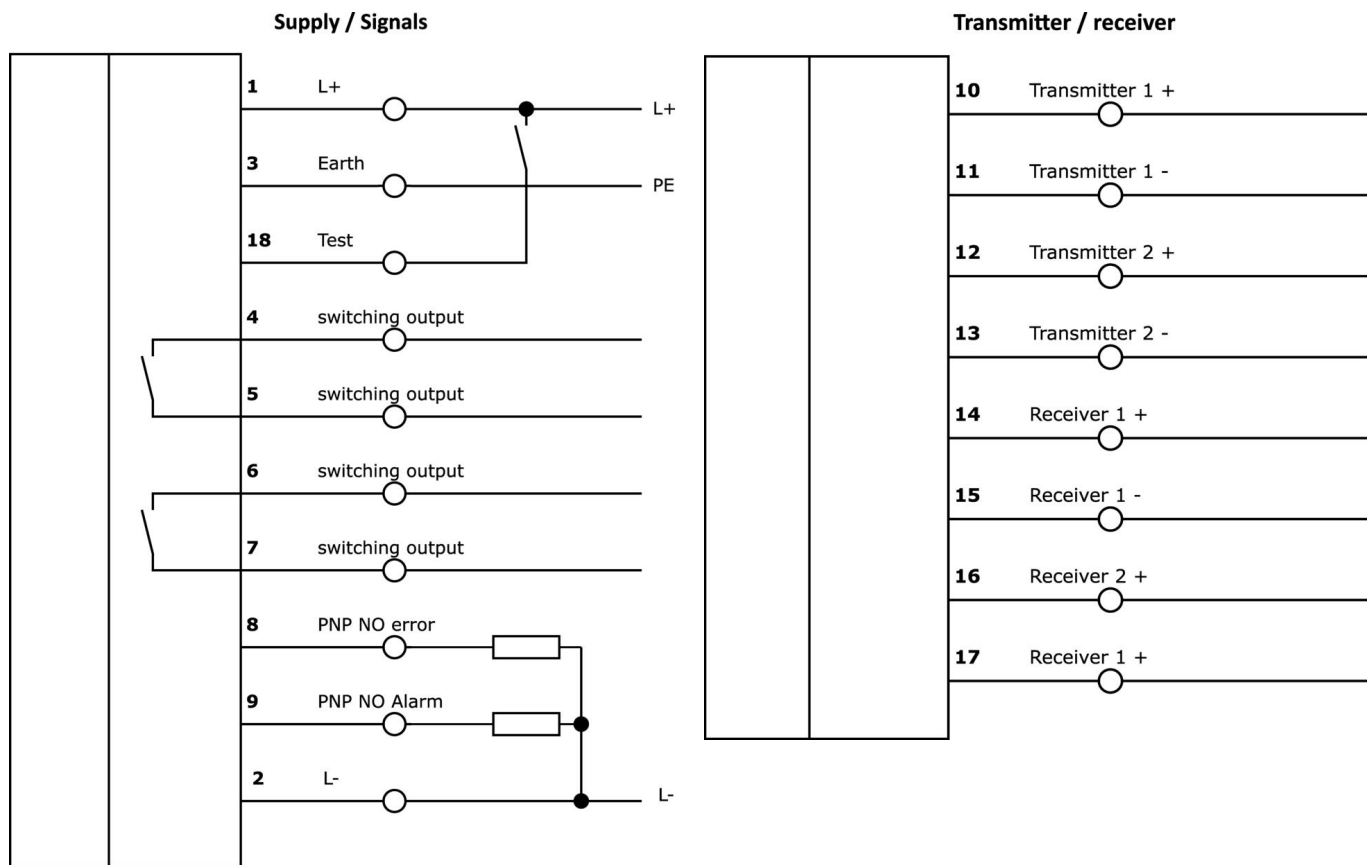 Supply / Signals
1 L+
L+
3 Earth
PE
18 Test
4 switching output
5 switching output
6 switching output
7 switching output
8 PNP NO error
9 PNP NO Alarm
2 L-
L-
Transmitter / receiver
10 Transmitter 1 +
11 Transmitter 1 -
12 Transmitter 2 +
13 Transmitter 2 -
14 Receiver 1 +
15 Receiver 1 -
16 Receiver 2 +
17 Receiver 1 +